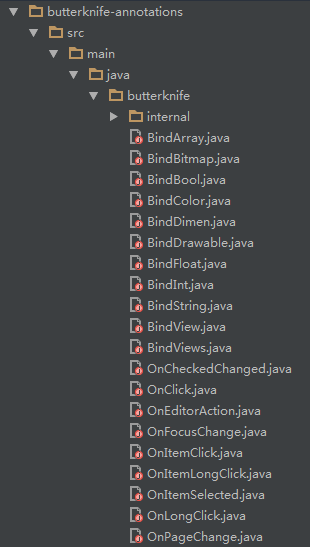 butterknife-annotations
src
main
java
butterknife
internal
BindArray.java
BindBitmap.java
BindBool.java
BindColor.java
BindDimen.java
BindDrawable.java
BindFloat.java
BindInt.java
BindString.java
BindView.java
BindViews.java
OnCheckedChanged.java
OnClick.java
OnEditorAction.java
OnFocusChange.java
OnItemClick.java
OnItemLongClick.java
OnItemSelected.java
OnLongClick.java
OnPageChange.java